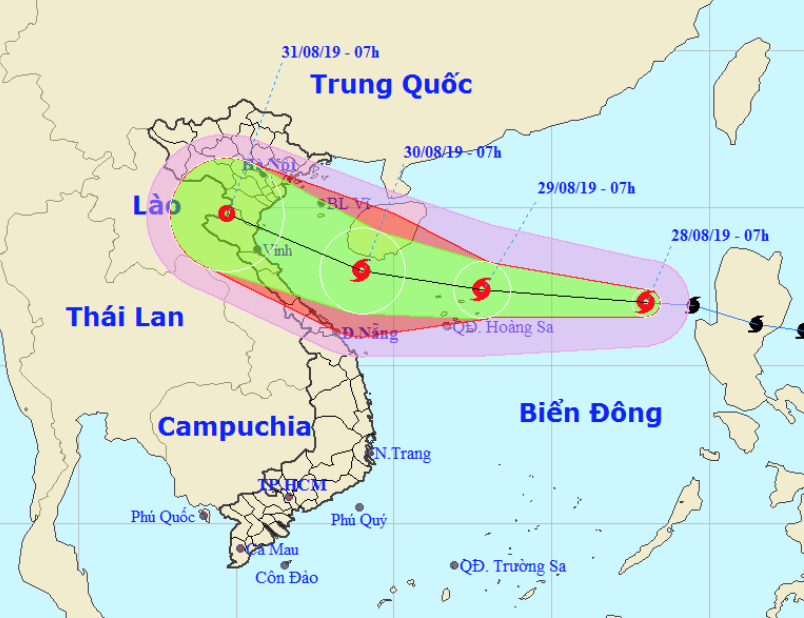 31/08/19 - 07h
Trung Quốc
30/08/19 - 07h
Hà Nội
29/08/19 - 07h
Lào
BL Vĩ
28/08/19 - 07h
Vinh
Thái Lan
Đ.Nẵng
QĐ. Hoàng Sa
Biển Đông
Campuchia
N.Trang
TP.HCM
Phú Quốc
Phú Quý
Cà Mau
QĐ. Trường Sa
Côn Đảo